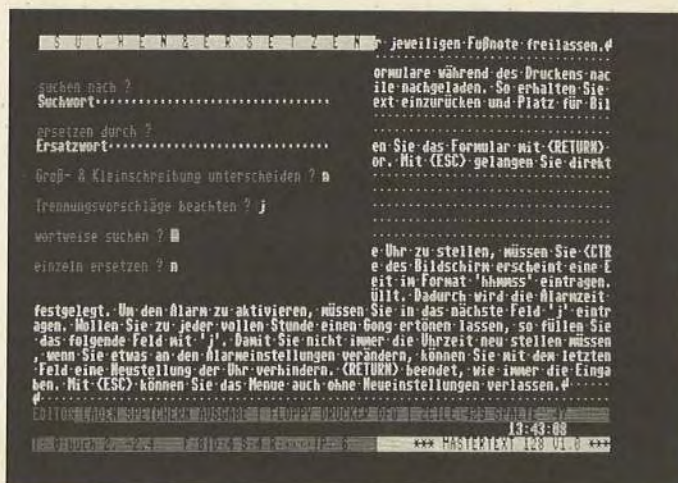 S U C H E N & E R S E T Z E N
r jeweiligen Fußnote freilassen.
suchen nach ?
Suchwort
ormulare während des Druckens nac
ile nachgeladen. So erhalten Sie
ext einzurücken und Platz für Bil
ersetzen durch ?
Ersatzwort
en Sie das Formular mit <RETURN>
or. Mit <ESC> gelangen Sie direkt
Groß- & Kleinschreibung unterscheiden ? n
Trennungsvorschläge beachten ? j
wortweise suchen ?
einzeln ersetzen ? n
e Uhr zu stellen, müssen Sie <CTR
e des Bildschirm erscheint eine E
eit im Format 'hhmmss' eintragen.
üllt. Dadurch wird die Alarmzeit
festgelegt. Um den Alarm zu aktivieren, müssen Sie in das nächste Feld 'j' eintr
agen. Wollen Sie zu jeder vollen Stunde einen Gong ertönen lassen, so füllen Sie
das folgende Feld mit 'j'. Damit Sie nicht immer die Uhrzeit neu stellen müssen
, wenn Sie etwas an den Alarmeinstellungen verändern, können Sie mit dem letzten
Feld eine Neustellung der Uhr verhindern. <RETURN> beendet, wie immer die Einga
ben. Mit <ESC> können Sie das Menue auch ohne Neueinstellungen verlassen.
EDITOS LADEN SPEICHERN AUSGABE | FLOPPY DRUCKER DFÜ | ZEILE 429 SPALTE 47
13:43:08
*** MASTERTEXT 128 V1.0 ***